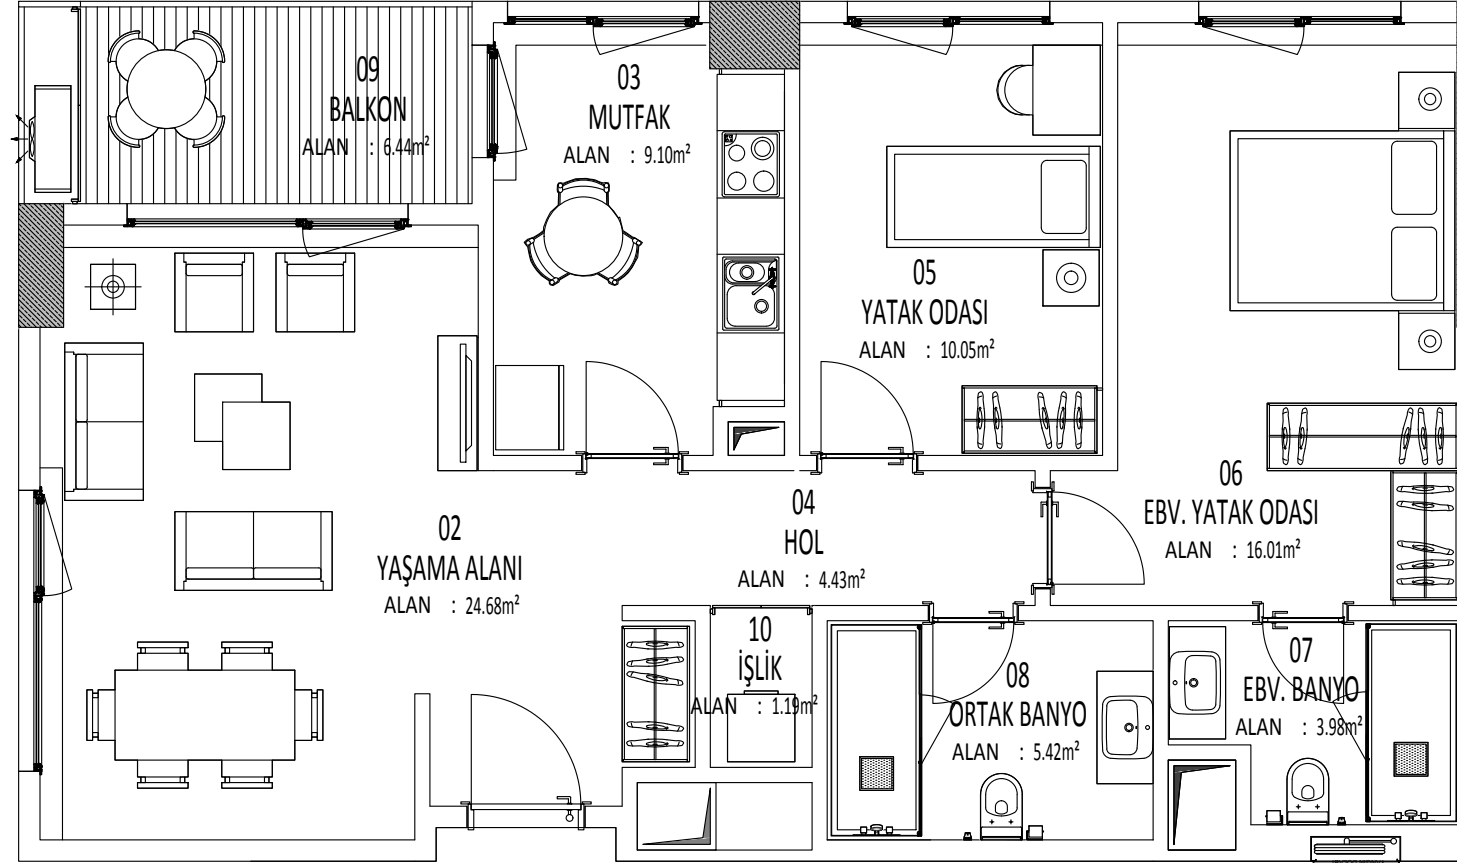 09
BALKON
ALAN : 6.44m²
03
MUTFAK
ALAN : 9.10m²
05
YATAK ODASI
ALAN : 10.05m²
02
YAŞAMA ALANI
ALAN : 24.68m²
04
HOL
ALAN : 4.43m²
06
EBV. YATAK ODASI
ALAN : 16.01m²
10
İŞLİK
ALAN : 1.19m²
08
ORTAK BANYO
ALAN : 5.42m²
07
EBV. BANYO
ALAN : 3.98m²